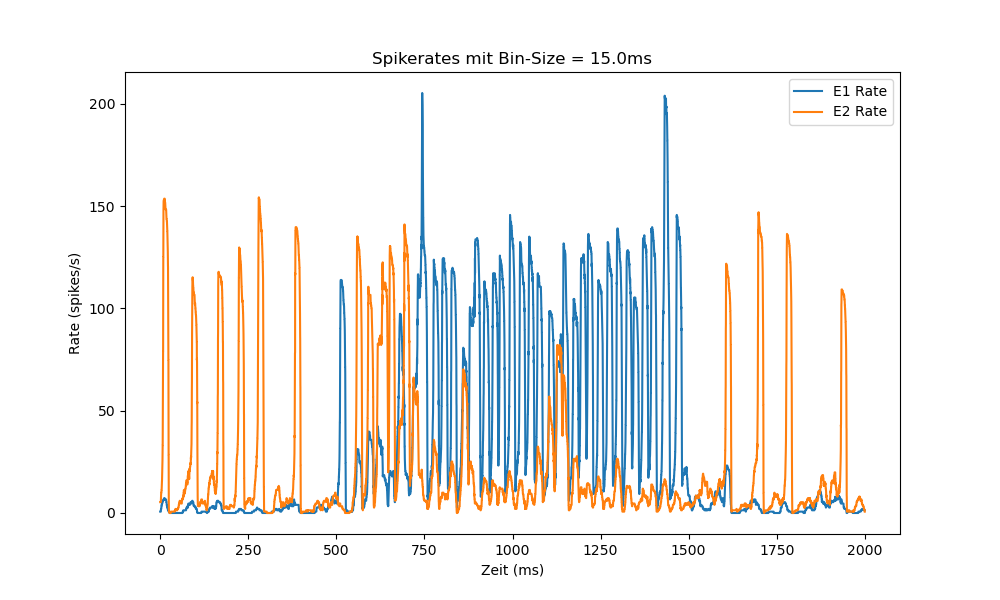 Spikerates mit Bin-Size = 15.0ms
E1 Rate
E2 Rate
Rate (spikes/s)
200
150
100
50
0
0 250 500 750 1000 1250 1500 1750 2000
Zeit (ms)